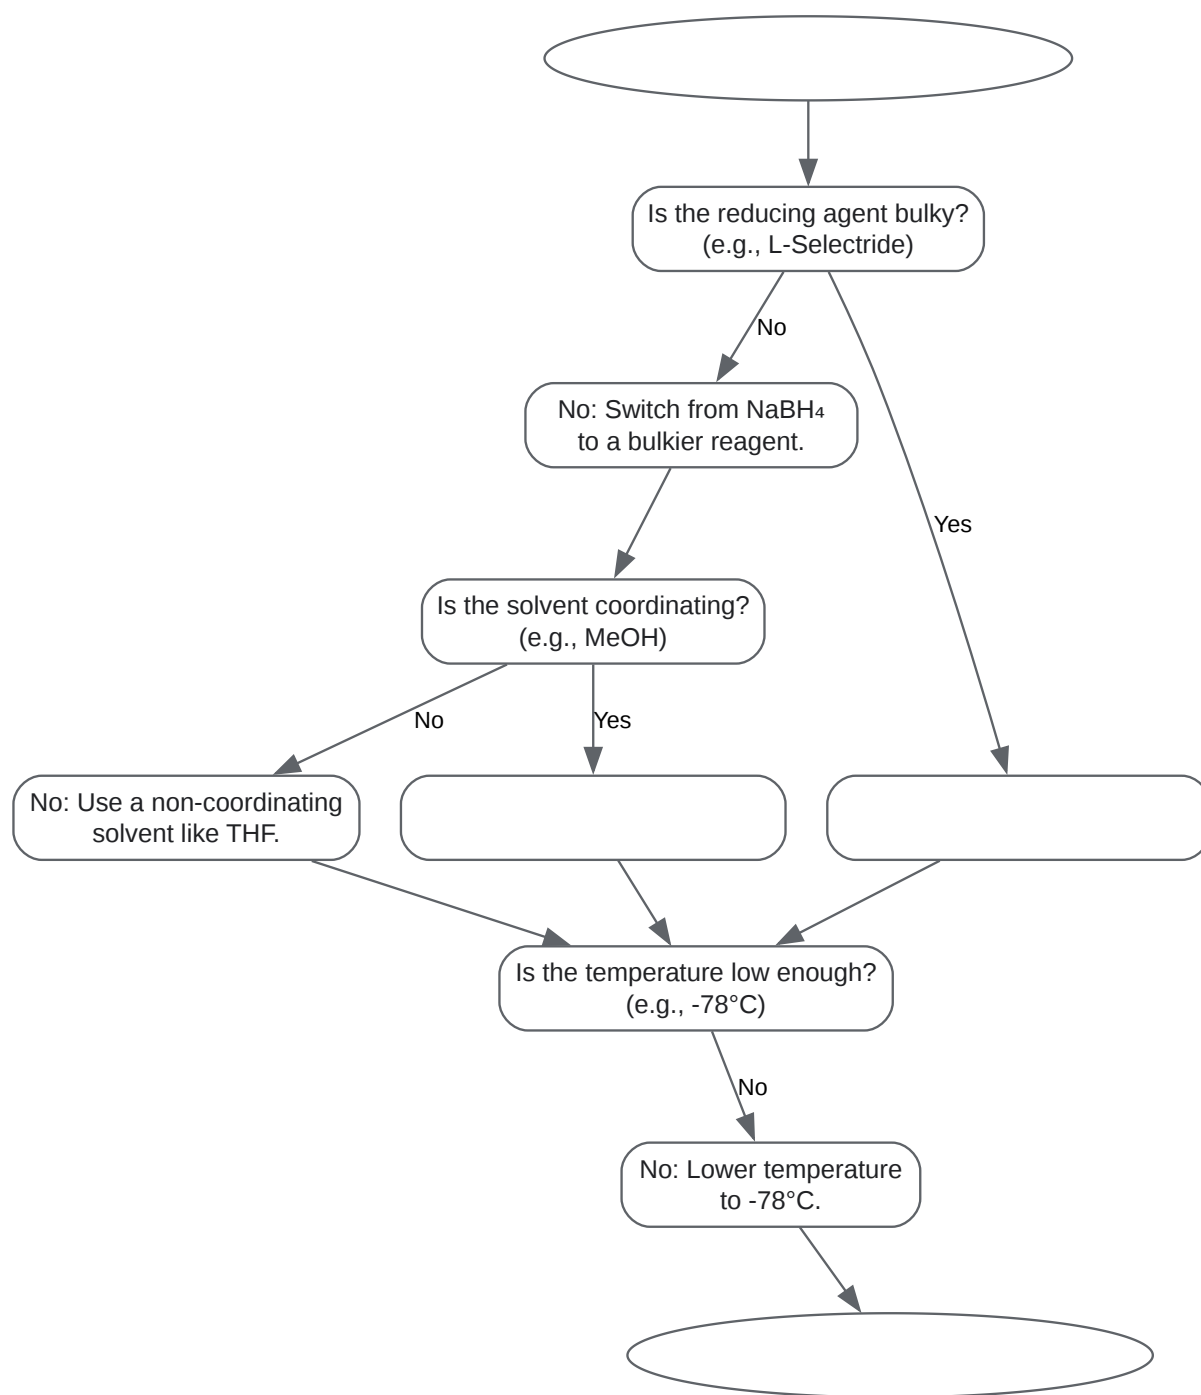 Is the reducing agent bulky?
(e.g., L-Selectride)
No
No: Switch from NaBH₄
to a bulkier reagent.
Yes
Is the solvent coordinating?
(e.g., MeOH)
No
Yes
No: Use a non-coordinating
solvent like THF.
Is the temperature low enough?
(e.g., -78°C)
No
No: Lower temperature
to -78°C.